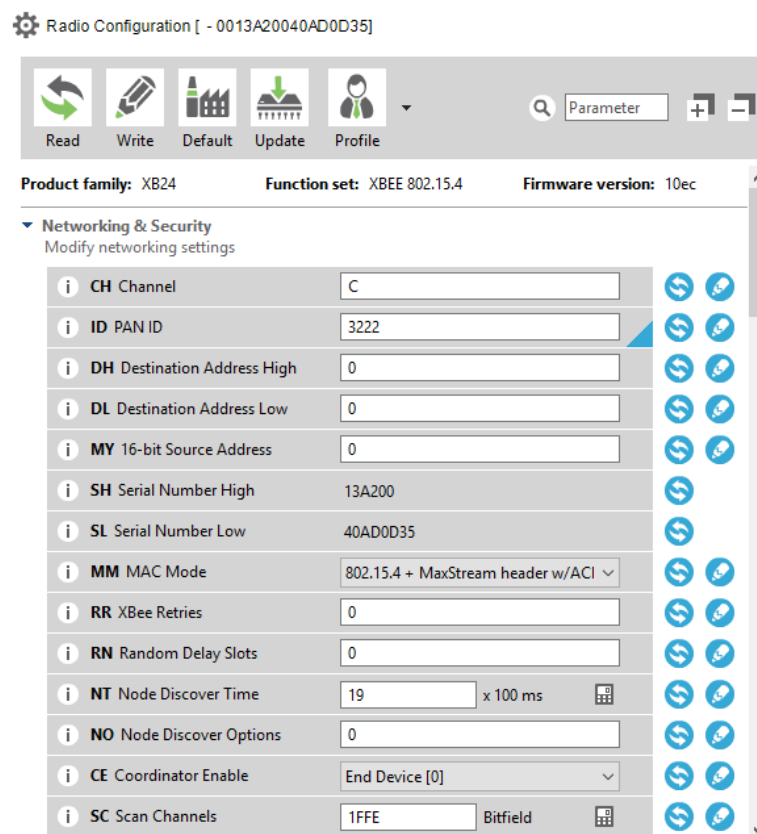 Radio Configuration [ - 0013A20040AD0D35]
Read Write Default Update Profile Parameter
Product family: XB24 Function set: XBEE 802.15.4 Firmware version: 10ec
Networking & Security
Modify networking settings
i CH Channel C
i ID PAN ID 3222
i DH Destination Address High 0
i DL Destination Address Low 0
i MY 16-bit Source Address 0
i SH Serial Number High 13A200
i SL Serial Number Low 40AD0D35
i MM MAC Mode 802.15.4 + MaxStream header w/ACI
i RR XBee Retries 0
i RN Random Delay Slots 0
i NT Node Discover Time 19 x 100 ms
i NO Node Discover Options 0
i CE Coordinator Enable End Device [0]
i SC Scan Channels 1FFE Bitfield